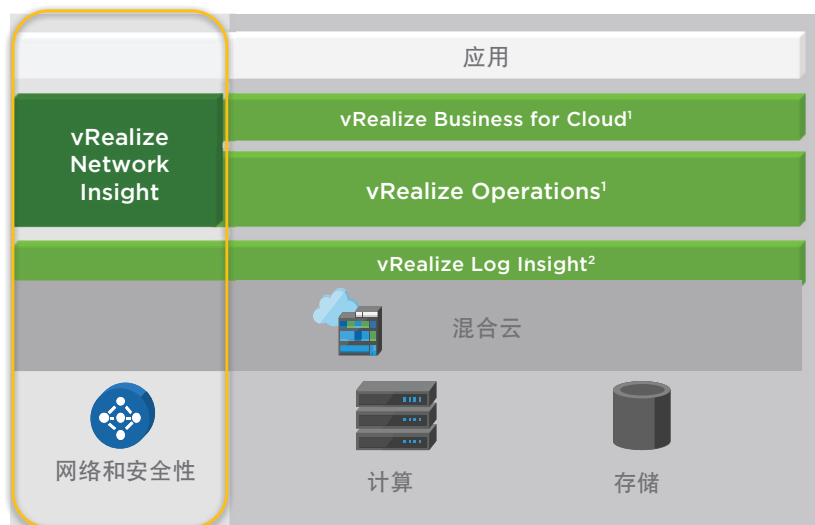 应用
vRealize Business for Cloud¹
vRealize
Network
Insight
vRealize Operations¹
vRealize Log Insight²
混合云
网络和安全性
计算
存储